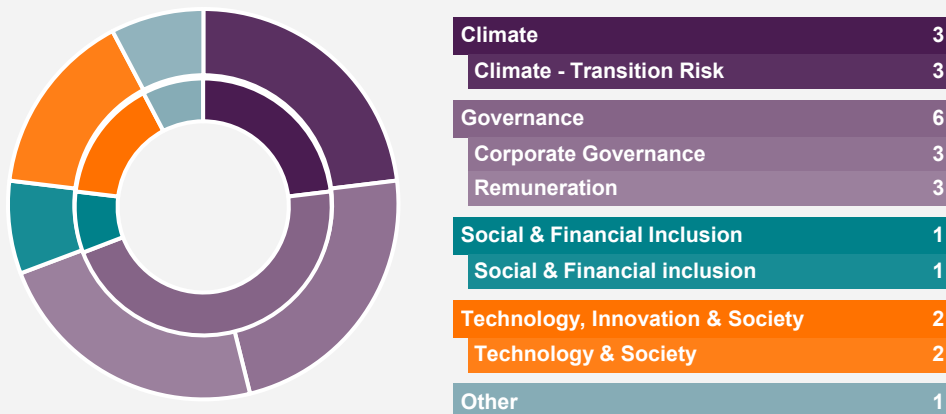 Climate 3
Climate - Transition Risk 3
Governance 6
Corporate Governance 3
Remuneration 3
Social & Financial Inclusion 1
Social & Financial inclusion 1
Technology, Innovation & Society 2
Technology & Society 2
Other 1